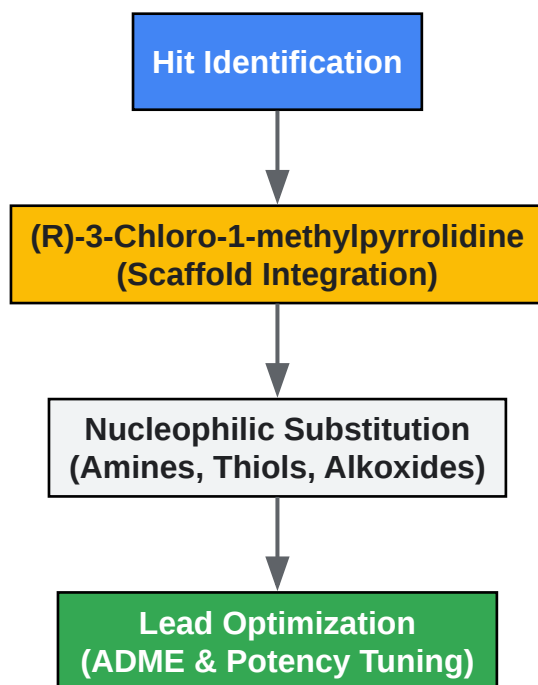 Hit Identification
(R)-3-Chloro-1-methylpyrrolidine
(Scaffold Integration)
Nucleophilic Substitution
(Amines, Thiols, Alkoxides)
Lead Optimization
(ADME & Potency Tuning)